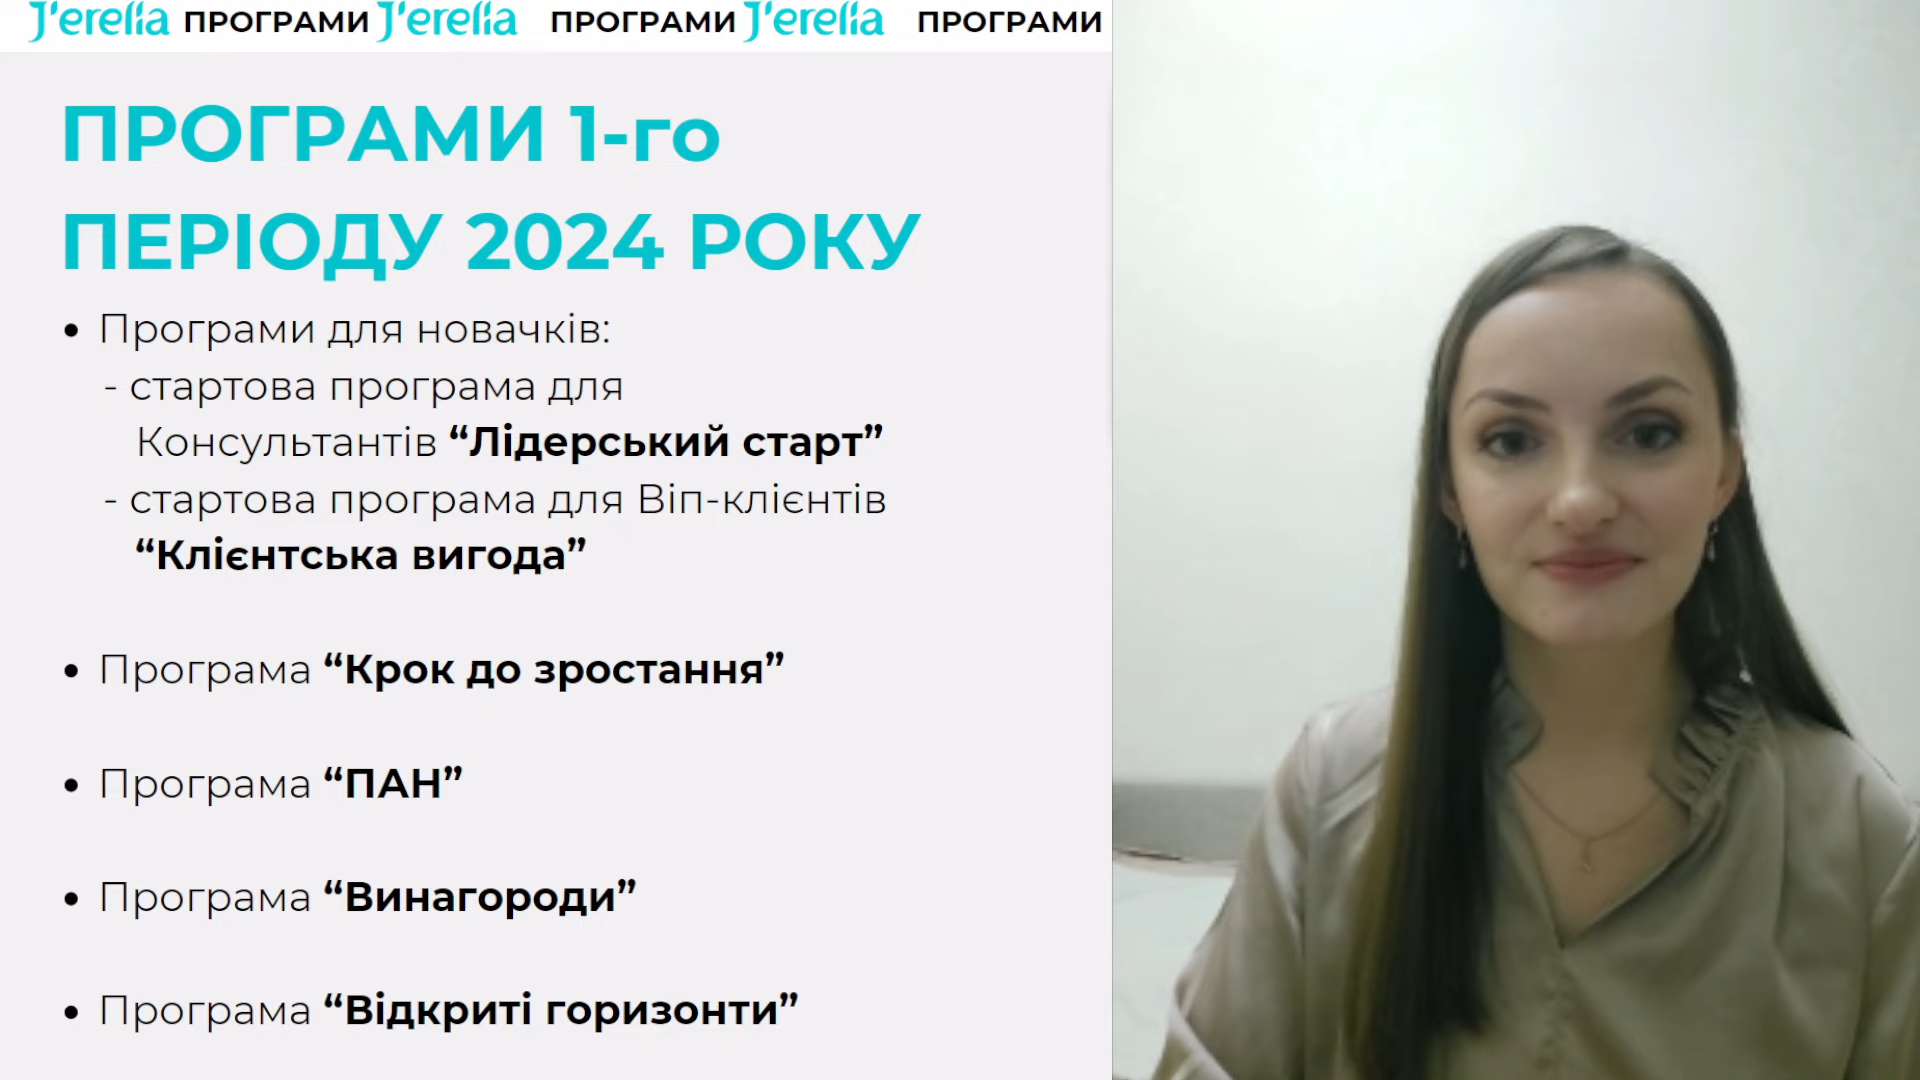 J'erelia ПРОГРАМИ J'erelia ПРОГРАМИ J'erelia ПРОГРАМИ
ПРОГРАМИ 1-го
ПЕРІОДУ 2024 РОКУ
• Програми для новачків:
- стартова програма для
Консультантів “Лідерський старт”
- стартова програма для Віп-клієнтів
“Клієнтська вигода”
• Програма “Крок до зростання”
• Програма “ПАН”
• Програма “Винагороди”
• Програма “Відкриті горизонти”